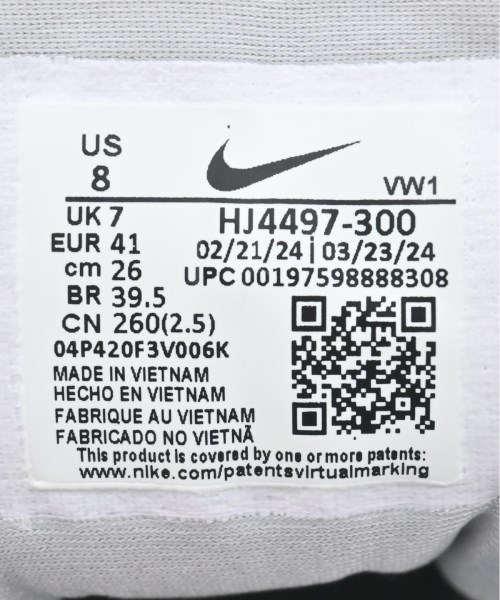 US
8
VW1
UK 7
HJ4497-300
EUR 41
02/21/24 | 03/23/24
cm 26
UPC 00197598888308
BR 39.5
CN 260(2.5)
04P420F3V006K
MADE IN VIETNAM
HECHO EN VIETNAM
FABRIQUE AU VIETNAM
FABRICADO NO VIETNÃ
This product is covered by one or more patents:
www.nike.com/patentsvirtualmarking